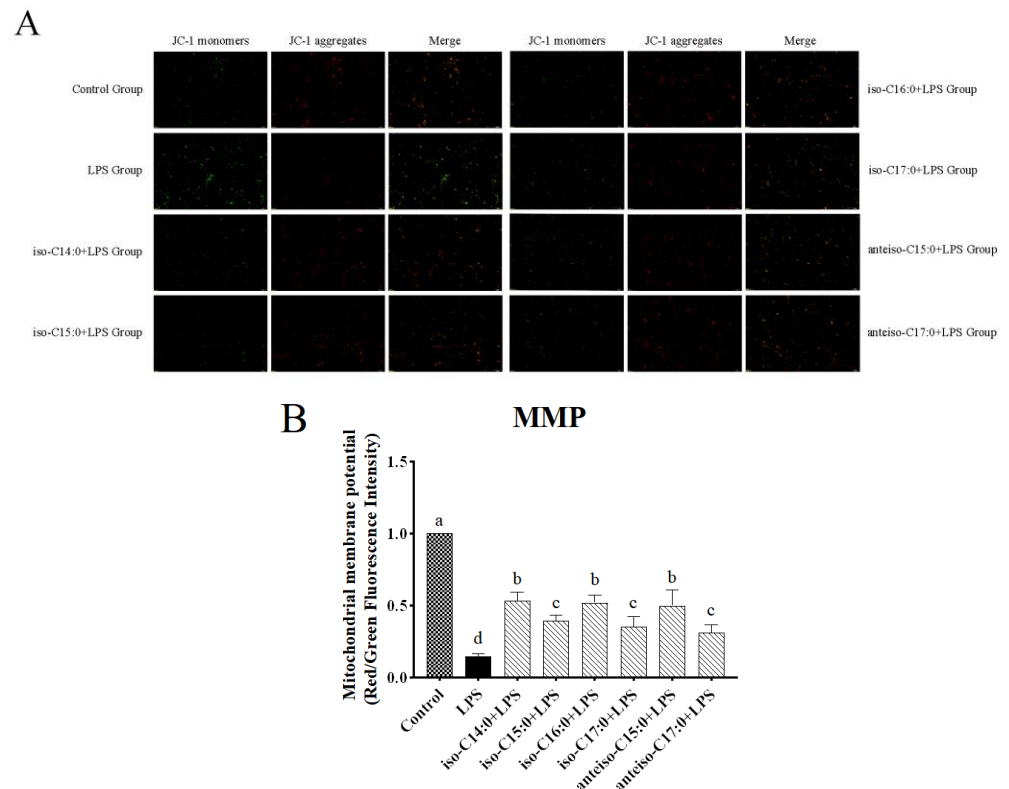 A
JC-1 monomers JC-1 aggregates Merge JC-1 monomers JC-1 aggregates Merge
Control Group iso-C16:0+LPS Group
LPS Group iso-C17:0+LPS Group
iso-C14:0+LPS Group anteiso-C15:0+LPS Group
iso-C15:0+LPS Group anteiso-C17:0+LPS Group
B
MMP
Mitochondrial membrane potential
(Red/Green Fluorescence Intensity)
1.5
1.0
0.5
0.0
a
d
b
c
b
c
b
c
Control
LPS
iso-C14:0+LPS
iso-C15:0+LPS
iso-C16:0+LPS
iso-C17:0+LPS
anteiso-C15:0+LPS
anteiso-C17:0+LPS